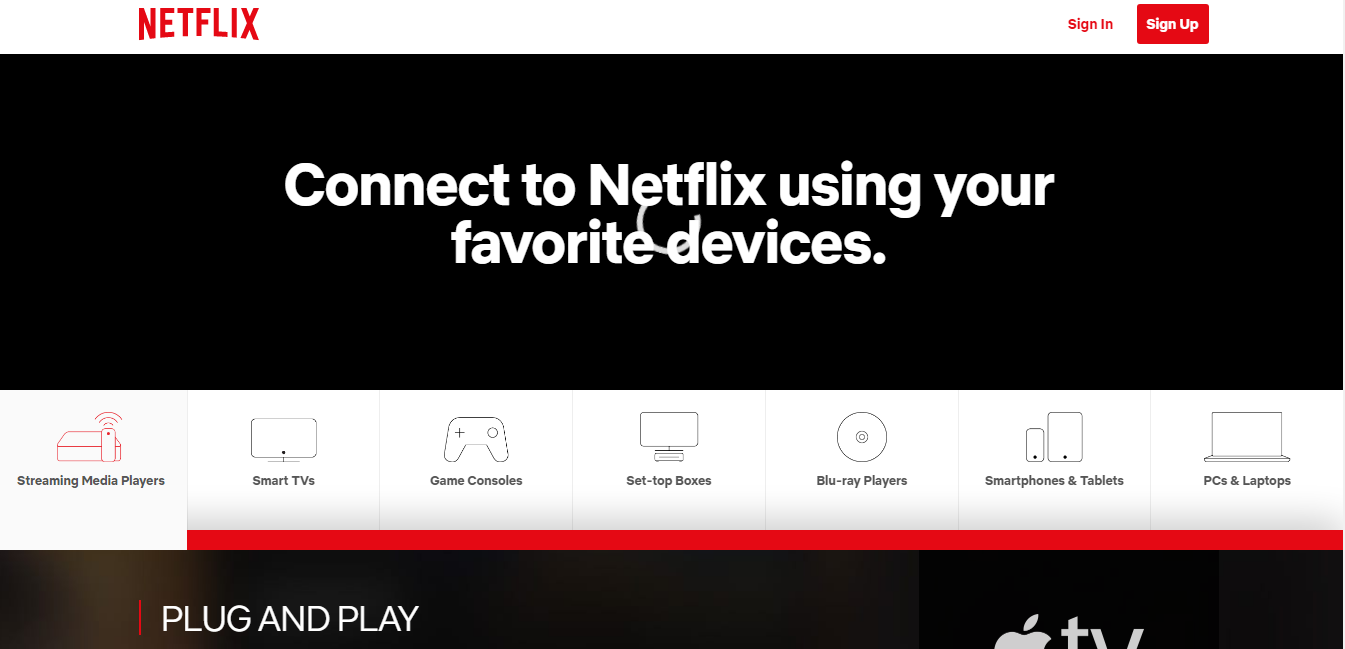 NETFLIX
Sign In
Sign Up
Connect to Netflix using your
favorite devices.
Streaming Media Players
Smart TVs
Game Consoles
Set-top Boxes
Blu-ray Players
Smartphones & Tablets
PCs & Laptops
PLUG AND PLAY
tv